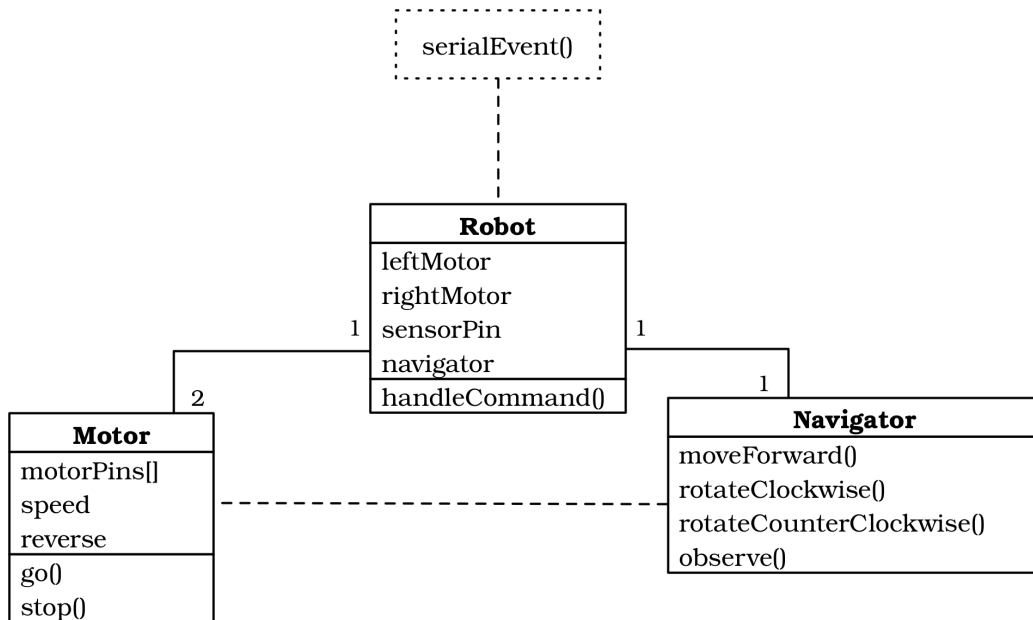 serialEvent()
Robot
leftMotor
rightMotor
sensorPin
navigator
handleCommand()
1
1
2
1
Motor
motorPins[]
speed
reverse
go()
stop()
Navigator
moveForward()
rotateClockwise()
rotateCounterClockwise()
observe()